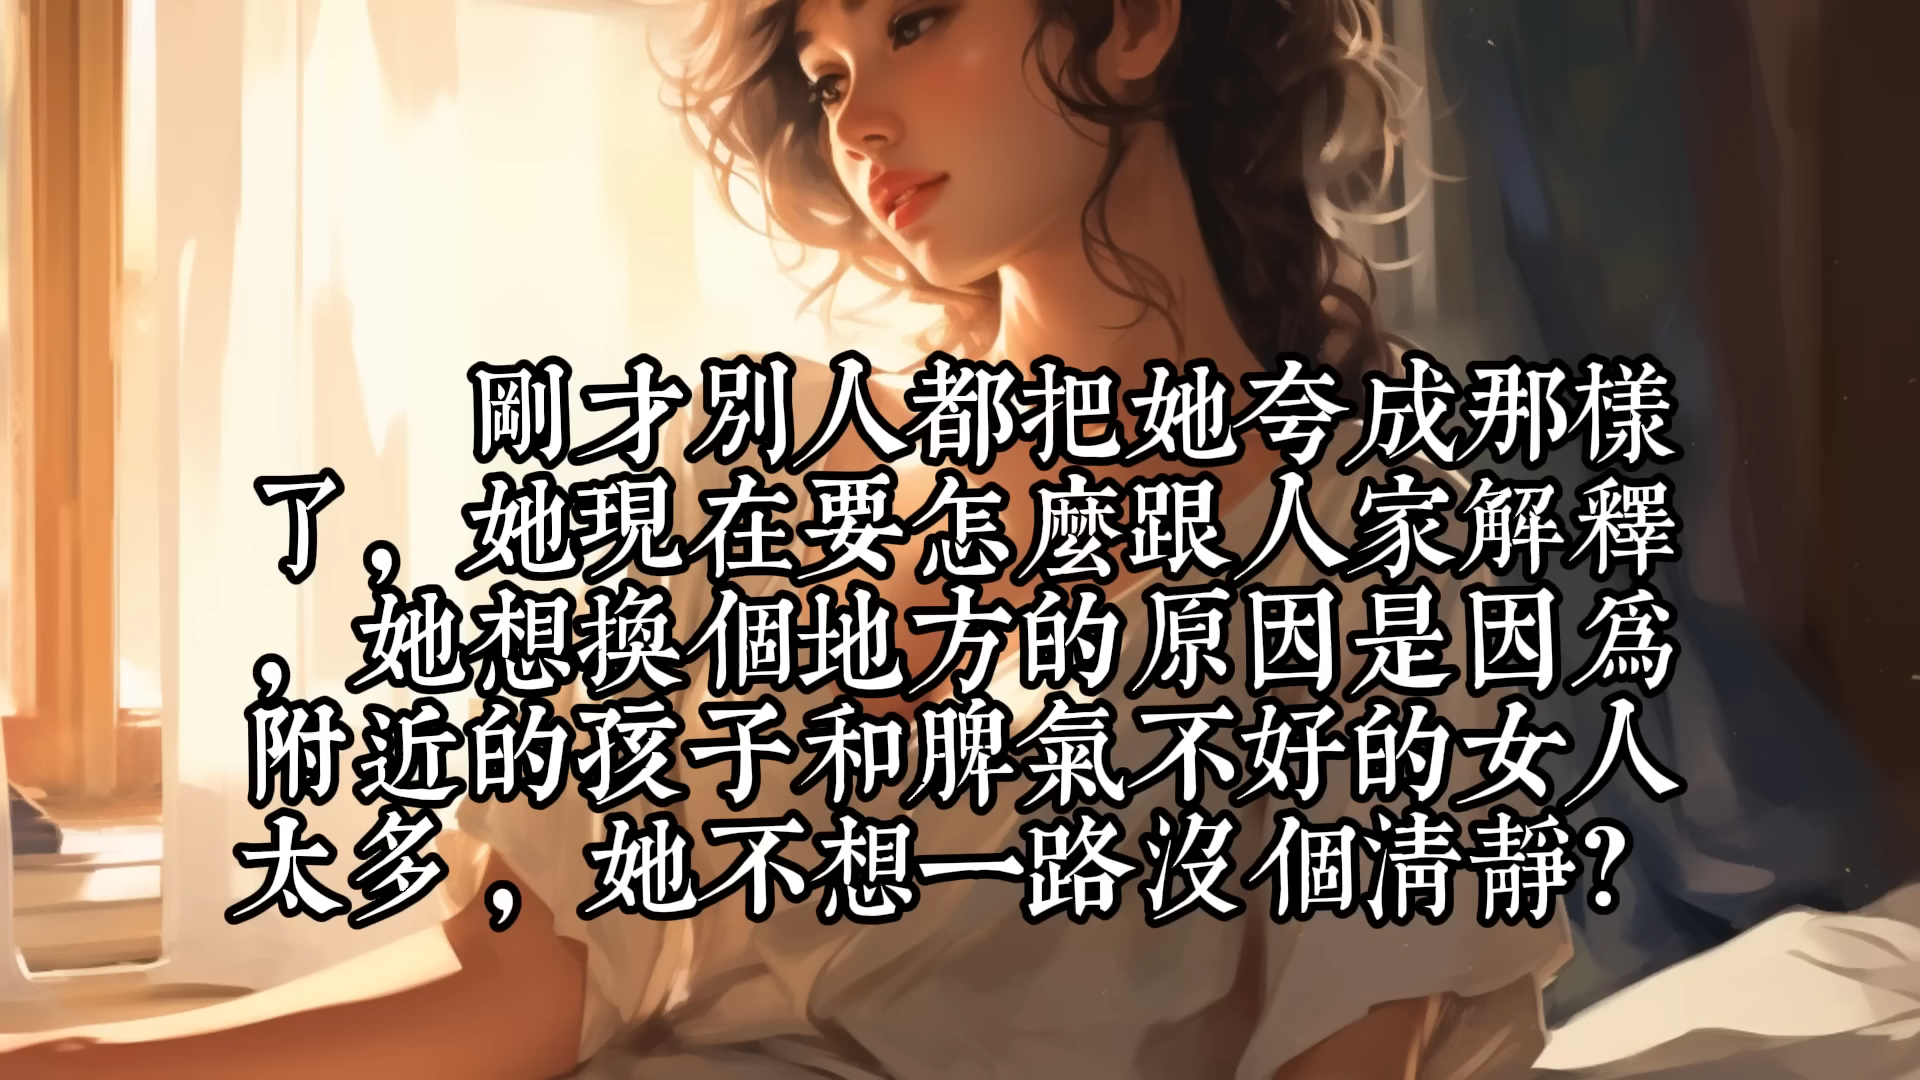 剛才別人都把她夸成那樣
了，她現在要怎麼跟人家解釋
，她想換個地方的原因是因爲
附近的孩子和脾氣不好的女人
太多，她不想一路沒個清靜？